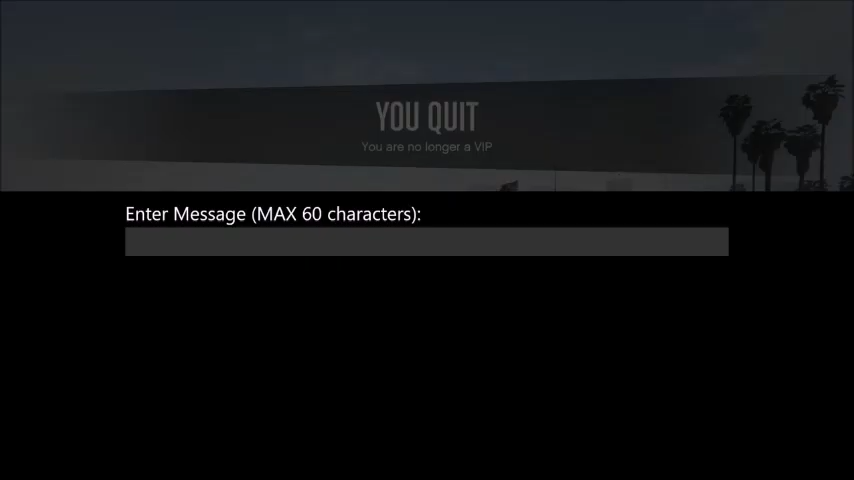 YOU QUIT
You are no longer a VIP
Enter Message (MAX 60 characters):